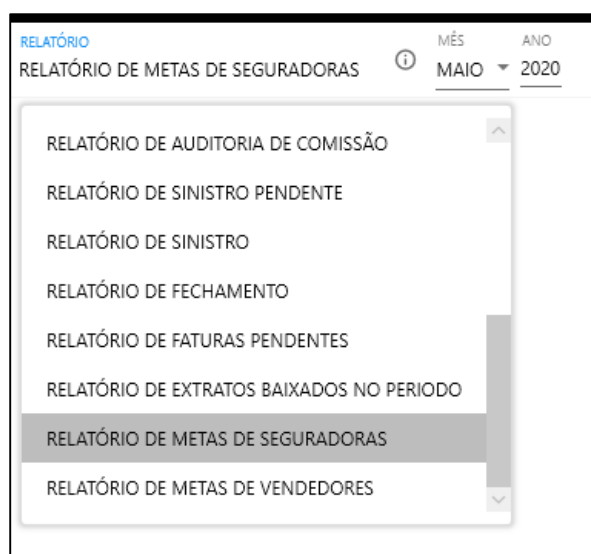 RELATÓRIO
MÊS
ANO
RELATÓRIO DE METAS DE SEGURADORAS
MAIO
2020
RELATÓRIO DE AUDITORIA DE COMISSÃO
RELATÓRIO DE SINISTRO PENDENTE
RELATÓRIO DE SINISTRO
RELATÓRIO DE FECHAMENTO
RELATÓRIO DE FATURAS PENDENTES
RELATÓRIO DE EXTRATOS BAIXADOS NO PERIODO
RELATÓRIO DE METAS DE SEGURADORAS
RELATÓRIO DE METAS DE VENDEDORES